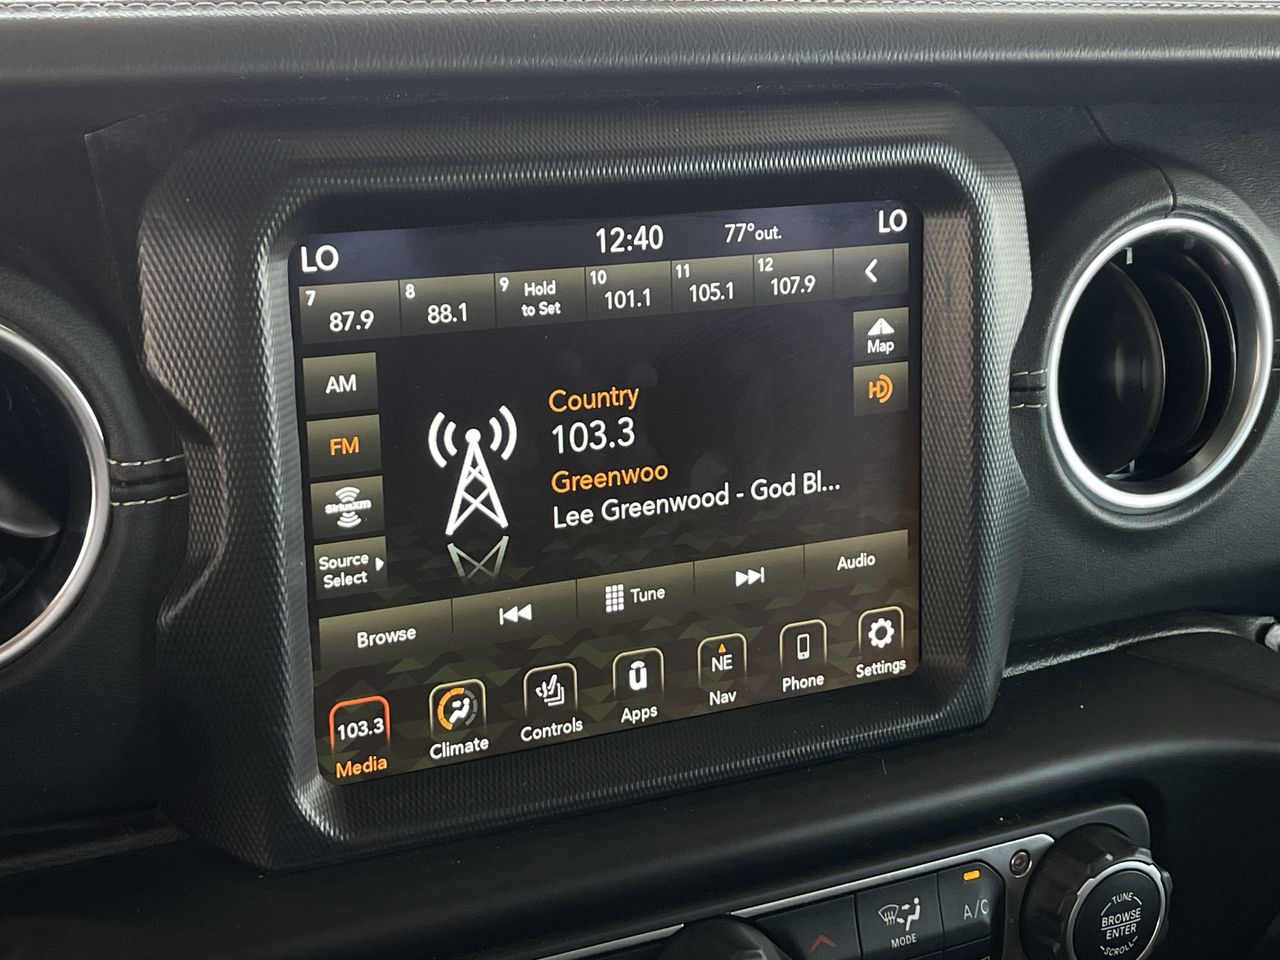 LO
12:40
77°out.
LO
7
87.9
8
88.1
9
Hold
to Set
10
101.1
11
105.1
12
107.9
Map
AM
FM
SiriusXM
Source
Select
HD
Country
103.3
Greenwoo
Lee Greenwood - God Bl...
Browse
Tune
Audio
103.3
Media
Climate
Controls
Apps
NE
Nav
Phone
Settings
MODE
A/C
TUNE
BROWSE
ENTER
SCROLL